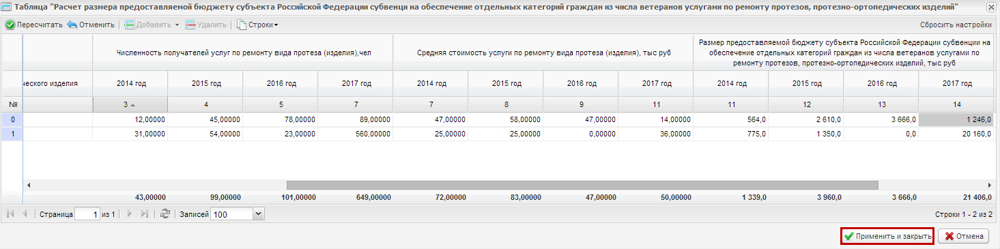 Таблица "Расчет размера предоставляемой бюджету субъекта Российской Федерации субвенци на обеспечение отдельных категорий граждан из числа ветеранов услугами по ремонту протезов, протезно-ортопедических изделий"
Пересчитать Отменить Добавить Удалить Строки Сбросить настройки
Численность получателей услуг по ремонту вида протеза (изделия),чел
Средняя стоимость услуги по ремонту вида протеза (изделия), тыс руб
Размер предоставляемой бюджету субъекта Российской Федерации субвенции на
обеспечение отдельных категорий граждан из числа ветеранов услугами по
ремонту протезов, протезно-ортопедических изделий, тыс руб
ческого изделия 2014 год 2015 год 2016 год 2017 год 2014 год 2015 год 2016 год 2017 год 2014 год 2015 год 2016 год 2017 год
№ 3 4 5 7 7 8 9 11 11 12 13 14
0 12,00000 45,00000 78,00000 89,00000 47,00000 58,00000 47,00000 14,00000 564,0 2 610,0 3 666,0 1 246,0
1 31,00000 54,00000 23,00000 560,00000 25,00000 25,00000 0,00000 36,00000 775,0 1 350,0 0,0 20 160,0
43,00000 99,00000 101,00000 649,00000 72,00000 83,00000 47,00000 50,00000 1 339,0 3 960,0 3 666,0 21 406,0
Страница 1 из 1 Записей 100 Строки 1 - 2 из 2
Применить и закрыть Отмена